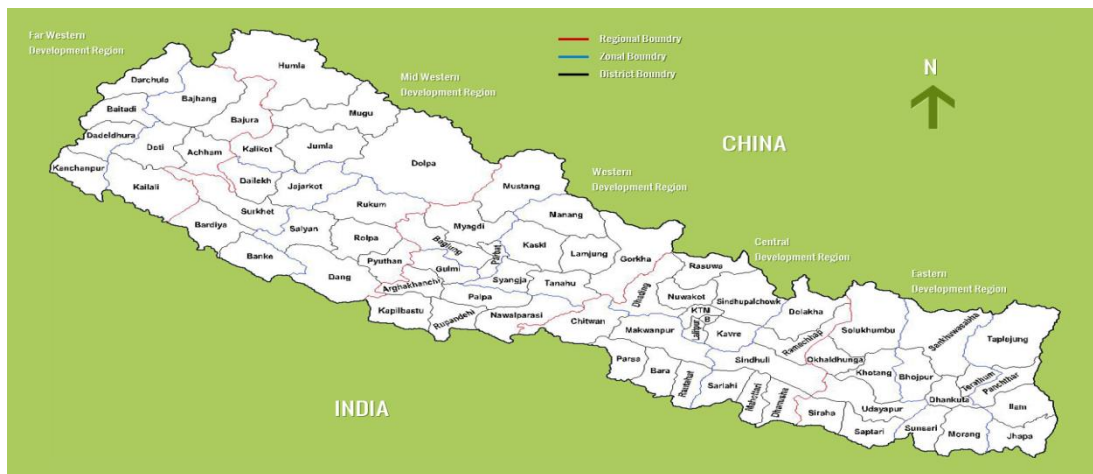 Far Western
Development Region
Regional Boundry
Zonal Boundry
District Boundry
N
Mid Western
Development Region
CHINA
Western
Development Region
Central
Development Region
Eastern
Development Region
INDIA
Humla
Darchula
Bajhang
Baitadi
Bajura
Mugu
Dadeldhura
Doti
Achham
Kalikot
Jumla
Dolpa
Kanchanpur
Kailali
Dailekh
Jajarkot
Mustang
Surkhet
Rukum
Bardiya
Salyan
Myagdi
Manang
Banke
Rolpa
Baglung
Parbat
Kaski
Lamjung
Gorkha
Pyuthan
Gulmi
Dang
Arghakhanchi
Syangja
Tanahu
Rasuwa
Dhading
Nuwakot
Sindhupalchowk
Kapilbastu
Rupandehi
Palpa
Nawalparasi
Chitwan
Dolakha
Solukhumbu
Sankhuwasabha
Taplejung
KTM
B
Lalitpur
Kavre
Makwanpur
Ramechhap
Sindhuli
Okhaldhunga
Khotang
Bhojpur
Terathum
Panchthar
Parsa
Bara
Rautahat
Sarlahi
Mahottari
Dhanusha
Siraha
Udayapur
Dhankuta
Ilam
Saptari
Sunsari
Morang
Jhapa